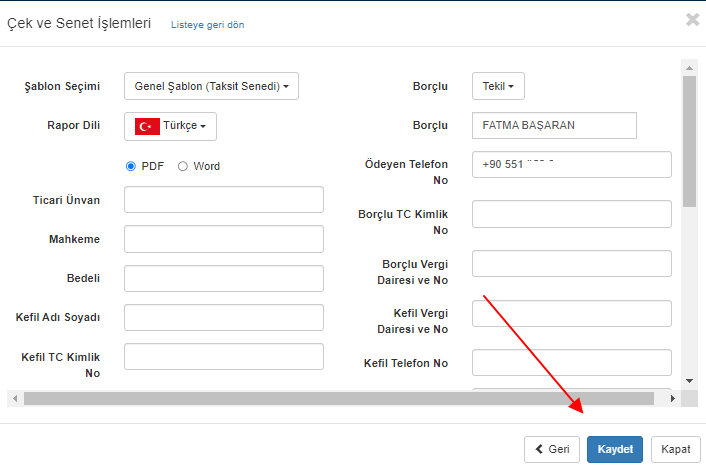 Çek ve Senet İşlemleri Listeye geri dön
Şablon Seçimi Genel Şablon (Taksit Senedi)
Borçlu Tekil
Rapor Dili Türkçe
Borçlu FATMA BAŞARAN
PDF Word
Ödeyen Telefon
No
+90 551
Ticari Ünvan
Borçlu TC Kimlik
No
Mahkeme
Bedeli
Borçlu Vergi
Dairesi ve No
Kefil Adı Soyadı
Kefil Vergi
Dairesi ve No
Kefil TC Kimlik
No
Kefil Telefon No
Geri Kaydet Kapat